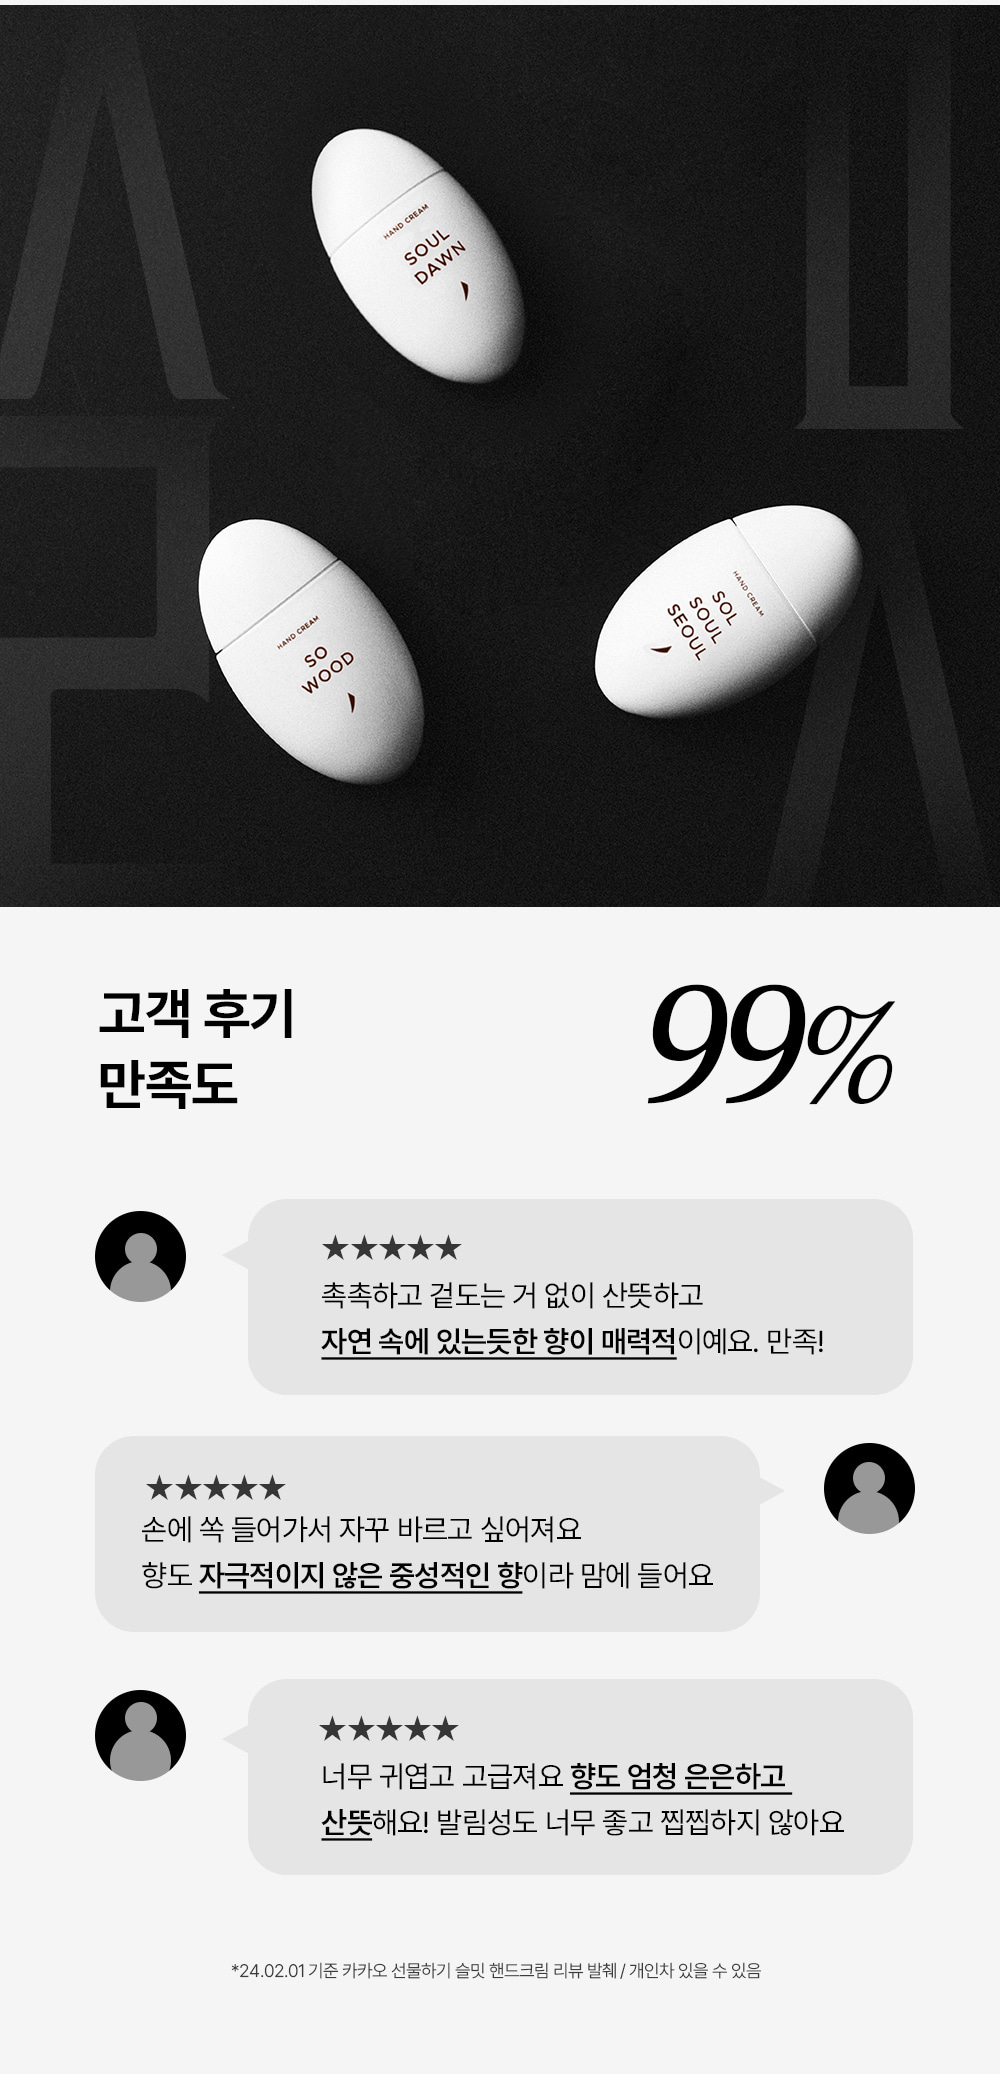 HAND CREAM
SOUL
DAWN
HAND CREAM
SO
WOOD
HAND CREAM
SOL
SOUL
SEOUL
고객 후기
만족도
99%
★★★★★
촉촉하고 겉도는 거 없이 산뜻하고
자연 속에 있는듯한 향이 매력적이예요. 만족!
★★★★★
손에 쏙 들어가서 자꾸 바르고 싶어져요
향도 자극적이지 않은 중성적인 향이라 맘에 들어요
★★★★★
너무 귀엽고 고급져요 향도 엄청 은은하고
산뜻해요! 발림성도 너무 좋고 찝찝하지 않아요
*24.02.01 기준 카카오 선물하기 슬밋 핸드크림 리뷰 발췌 / 개인차 있을 수 있음